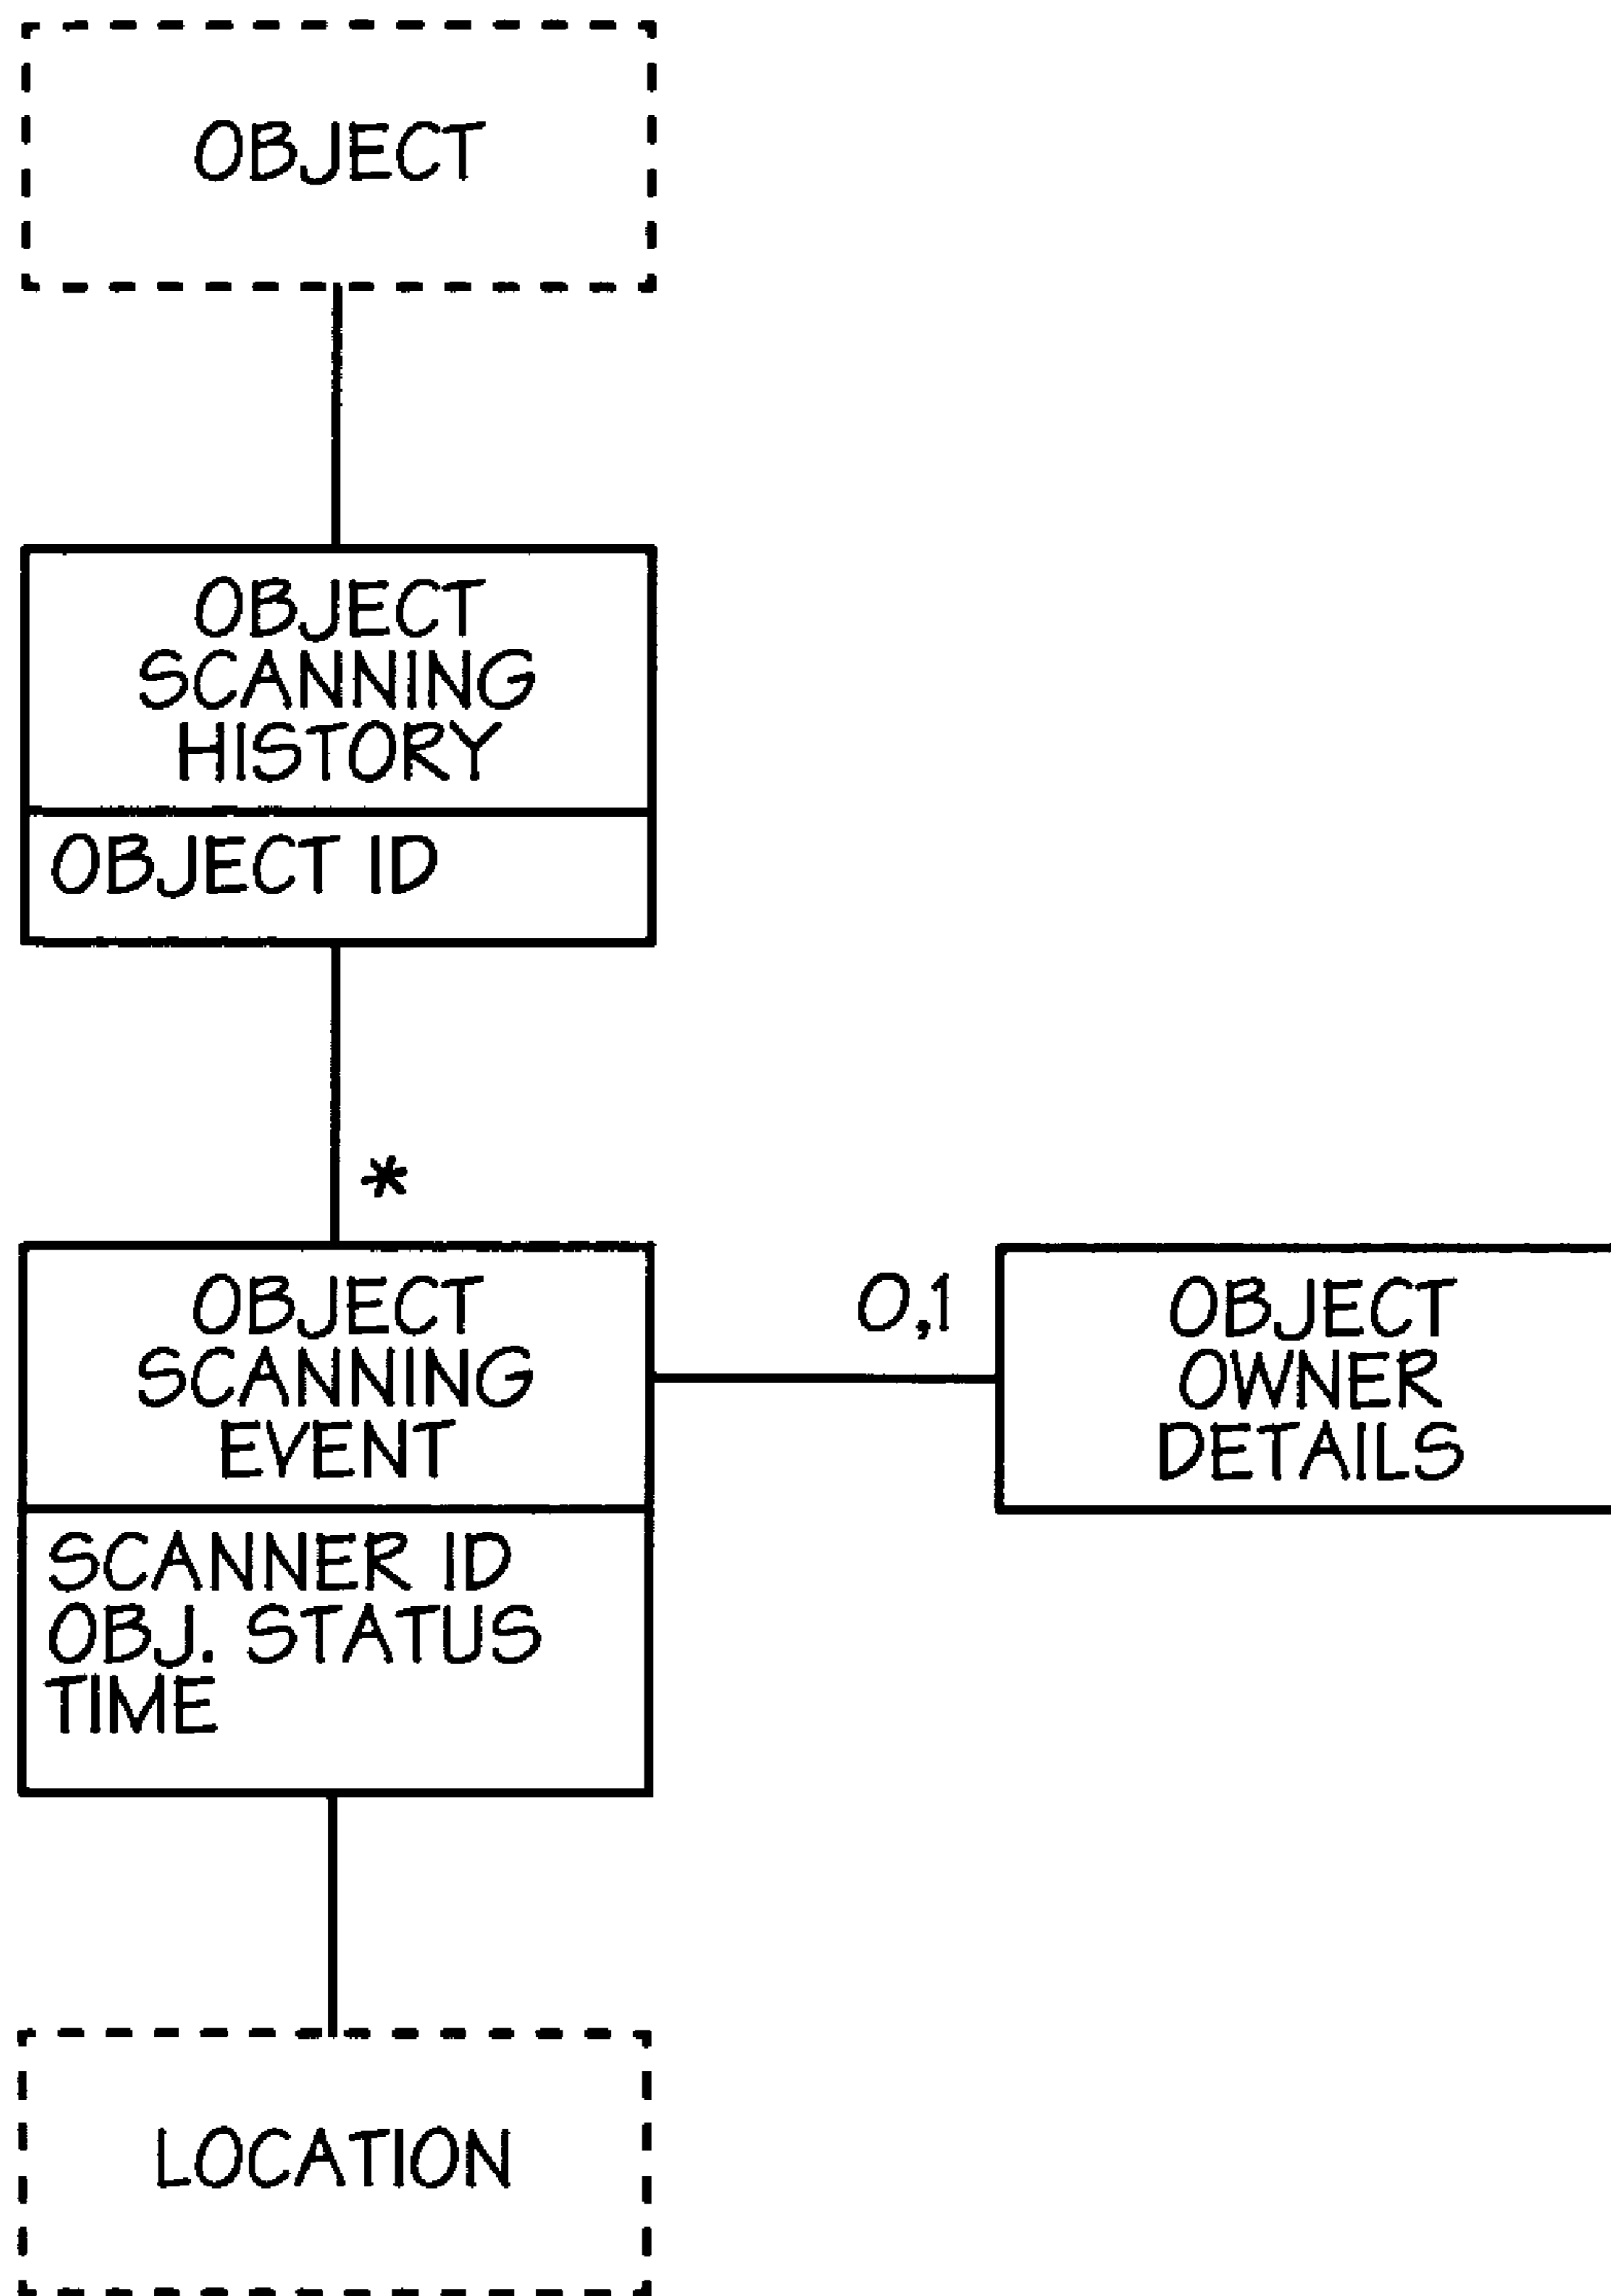 OBJECT
OBJECT
SCANNING
HISTORY
OBJECT ID
*
OBJECT
SCANNING
EVENT
SCANNER ID
OBJ. STATUS
TIME
0,1
OBJECT
OWNER
DETAILS
LOCATION